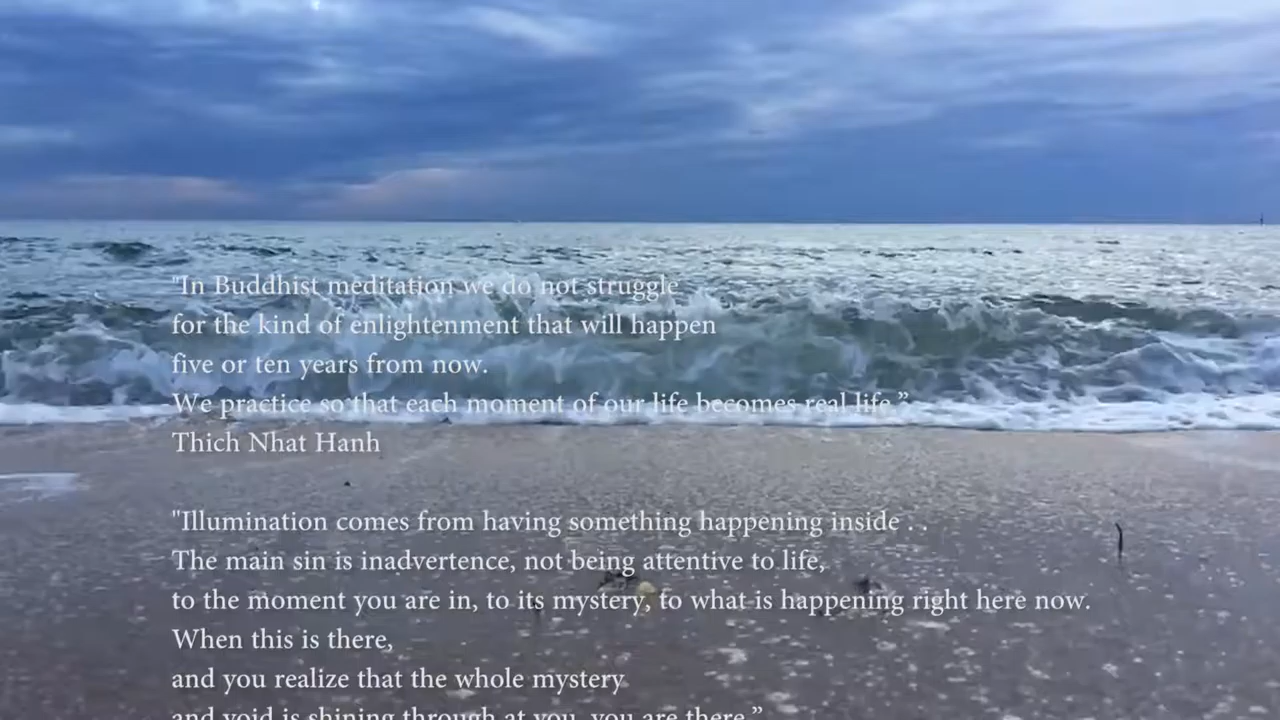 "In Buddhist meditation we do not struggle
for the kind of enlightenment that will happen
five or ten years from now.
We practice so that each moment of our life becomes real life.”
Thich Nhat Hanh
"Illumination comes from having something happening inside . .
The main sin is inadvertence, not being attentive to life,
to the moment you are in, to its mystery, to what is happening right here now.
When this is there,
and you realize that the whole mystery
and void is shining through at you, you are there.”